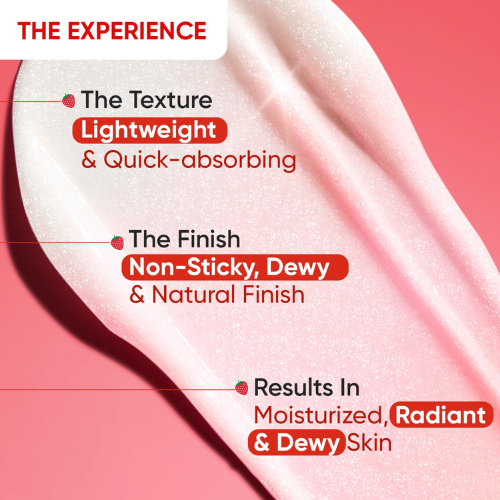 THE EXPERIENCE
The Texture
Lightweight
& Quick-absorbing
The Finish
Non-Sticky, Dewy
& Natural Finish
Results In
Moisturized, Radiant
& Dewy Skin